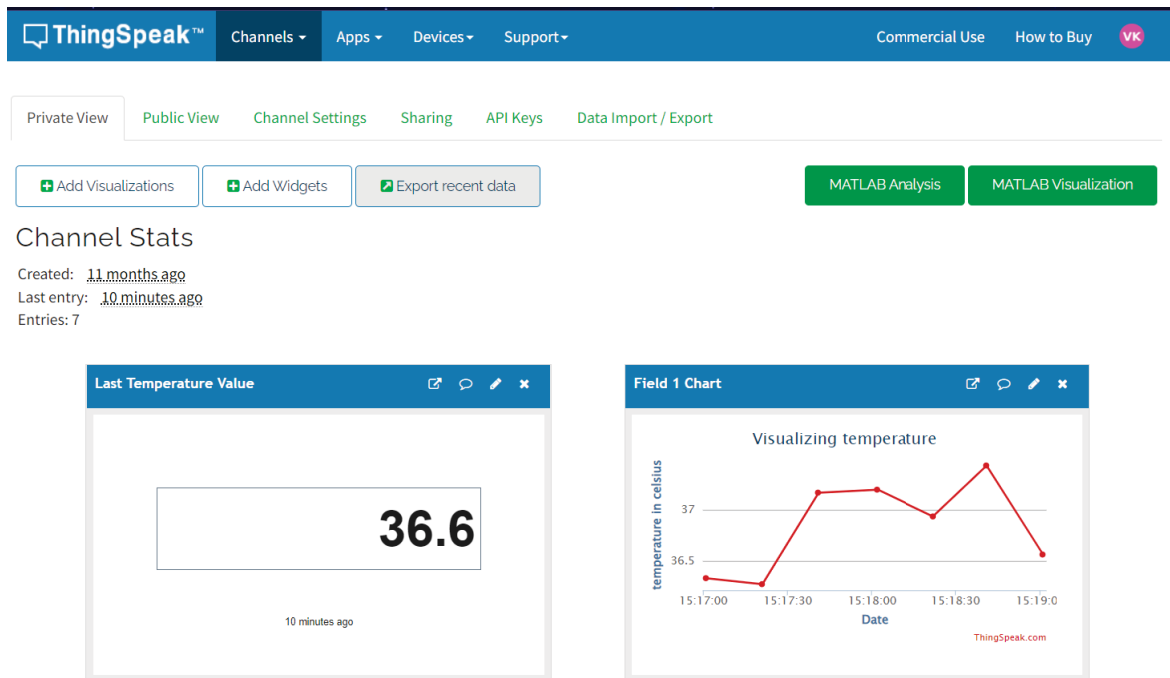 ThingSpeak™ Channels Apps Devices Support Commercial Use How to Buy VK
Private View Public View Channel Settings Sharing API Keys Data Import / Export
Add Visualizations Add Widgets Export recent data MATLAB Analysis MATLAB Visualization
Channel Stats
Created: 11 months ago
Last entry: 10 minutes ago
Entries: 7
Last Temperature Value
36.6
10 minutes ago
Field 1 Chart
Visualizing temperature
temperature in celsius
37
36.5
15:17:00 15:17:30 15:18:00 15:18:30 15:19:0
Date
ThingSpeak.com